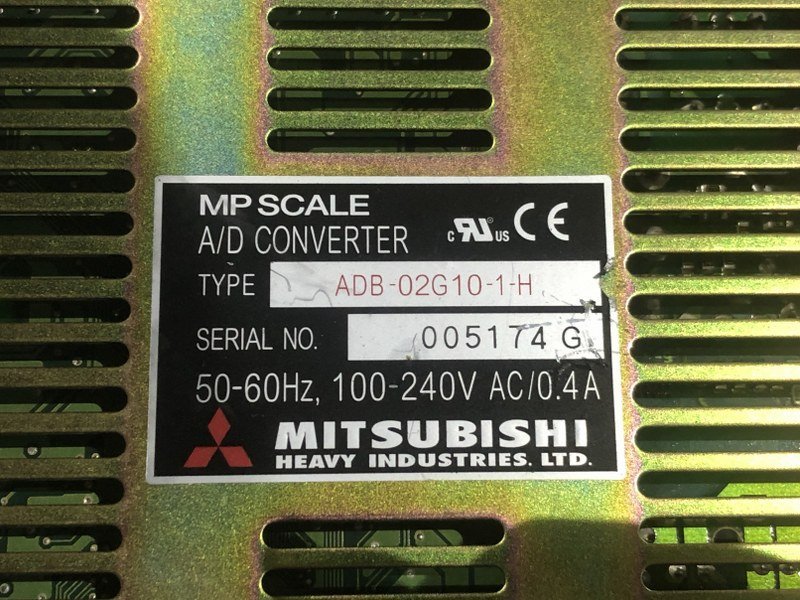 MP SCALE
A/D CONVERTER
c RU US CE
TYPE ADB-02G10-1-H
SERIAL NO. 005174 G
50-60Hz, 100-240V AC/0.4A
MITSUBISHI
HEAVY INDUSTRIES. LTD.